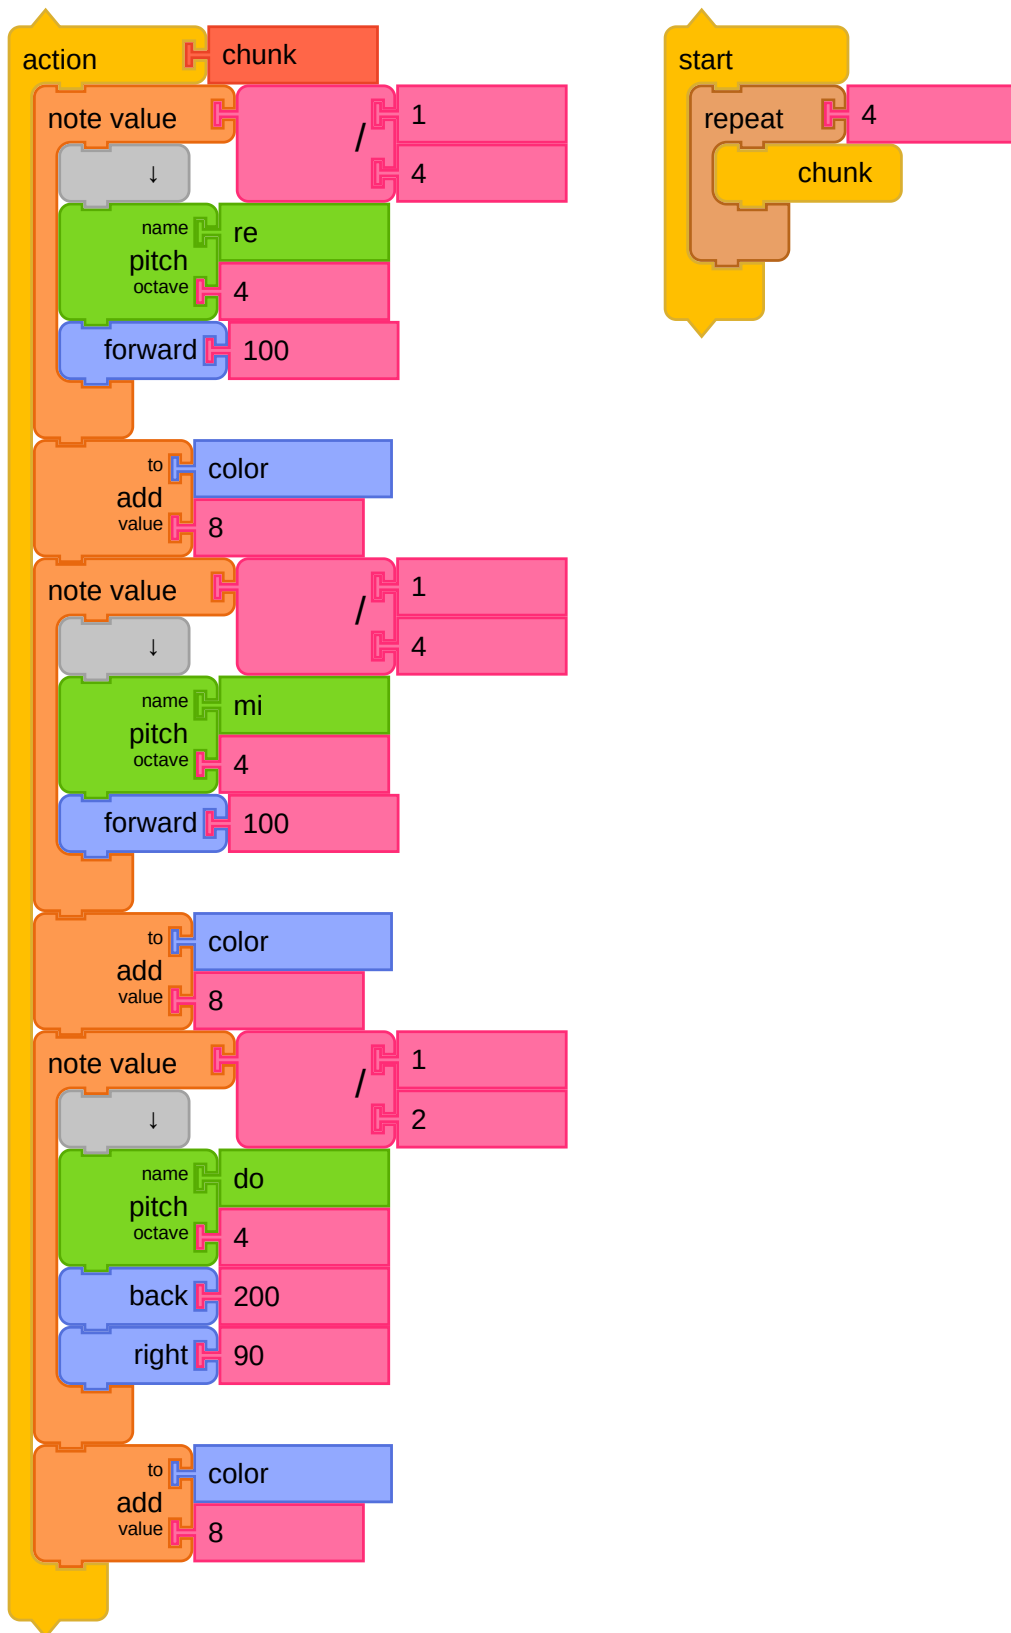 action chunk
note value / 1
4
↓
name re
pitch
octave 4
forward 100
to color
add
value 8
note value / 1
4
↓
name mi
pitch
octave 4
forward 100
to color
add
value 8
note value / 1
2
↓
name do
pitch
octave 4
back 200
right 90
to color
add
value 8
start
repeat 4
chunk